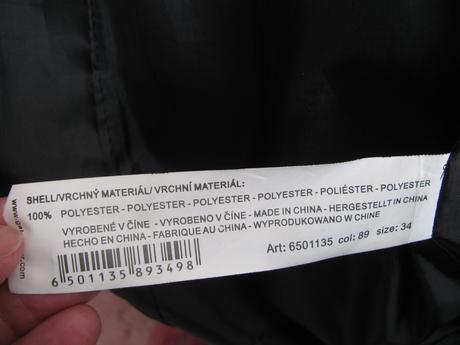 SHELL/VRCHNÝ MATERIÁL/ VRCHNÍ MATERIÁL:
100% POLYESTER - POLYESTER - POLYESTER - POLYESTER - POLIÉSTER - POLYESTER
VYROBENÉ V ČÍNE - VYROBENO V ČÍNE - MADE IN CHINA - HERGESTELLT IN CHINA
HECHO EN CHINA - FABRIQUE AU CHINA - WYPRODUKOWANO W CHINE
Art: 6501135 col: 89 size: 34
6 501135 893498